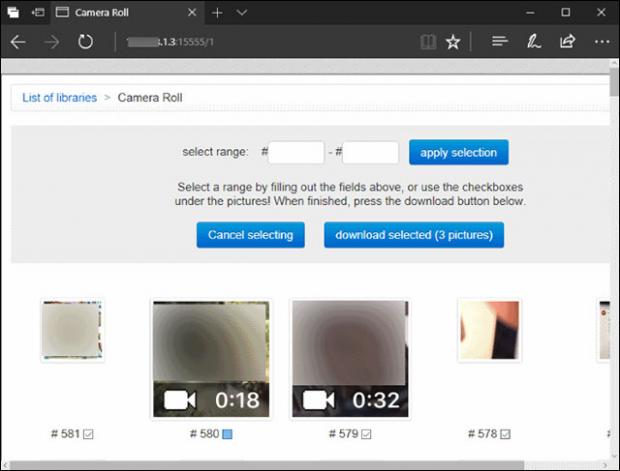 Camera Roll
.1.3:15555/1
List of libraries > Camera Roll
select range: # - # apply selection
Select a range by filling out the fields above, or use the checkboxes
under the pictures! When finished, press the download button below.
Cancel selecting download selected (3 pictures)
0:18 0:32
# 581 # 580 # 579 # 578 #